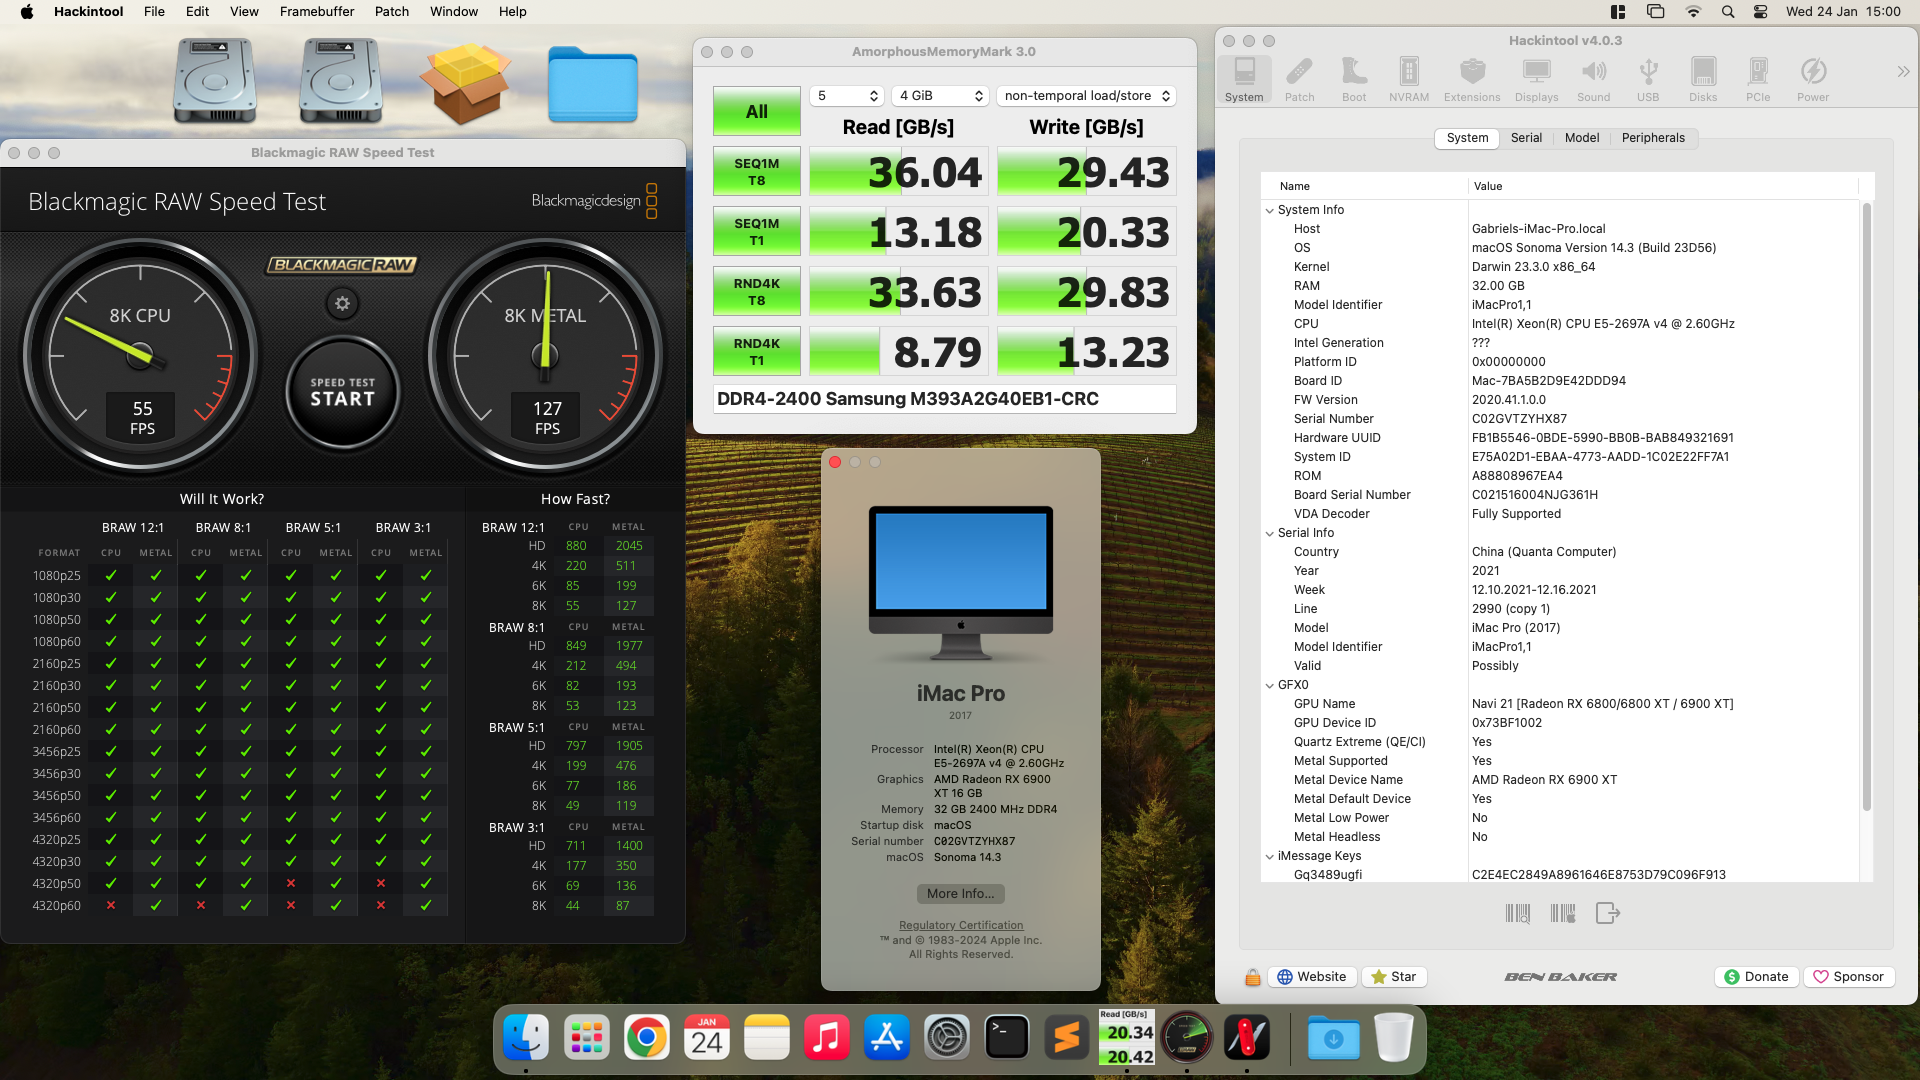 Hackintool File Edit View Framebuffer Patch Window Help Wed 24 Jan 15:00
Blackmagic RAW Speed Test
Blackmagic RAW Speed Test Blackmagicdesign
BLACKMAGIC RAW
8K CPU
55
FPS
SPEED TEST
START
8K METAL
127
FPS
Will It Work?
BRAW 12:1 BRAW 8:1 BRAW 5:1 BRAW 3:1
FORMAT CPU METAL CPU METAL CPU METAL CPU METAL
1080p25 ✓ ✓ ✓ ✓ ✓ ✓ ✓ ✓
1080p30 ✓ ✓ ✓ ✓ ✓ ✓ ✓ ✓
1080p50 ✓ ✓ ✓ ✓ ✓ ✓ ✓ ✓
1080p60 ✓ ✓ ✓ ✓ ✓ ✓ ✓ ✓
2160p25 ✓ ✓ ✓ ✓ ✓ ✓ ✓ ✓
2160p30 ✓ ✓ ✓ ✓ ✓ ✓ ✓ ✓
2160p50 ✓ ✓ ✓ ✓ ✓ ✓ ✓ ✓
2160p60 ✓ ✓ ✓ ✓ ✓ ✓ ✓ ✓
3456p25 ✓ ✓ ✓ ✓ ✓ ✓ ✓ ✓
3456p30 ✓ ✓ ✓ ✓ ✓ ✓ ✓ ✓
3456p50 ✓ ✓ ✓ ✓ ✓ ✓ ✓ ✓
3456p60 ✓ ✓ ✓ ✓ ✓ ✓ ✓ ✓
4320p25 ✓ ✓ ✓ ✓ ✓ ✓ ✓ ✓
4320p30 ✓ ✓ ✓ ✓ ✓ ✓ ✓ ✓
4320p50 ✓ ✓ ✓ ✓ × ✓ × ✓
4320p60 × ✓ × ✓ × ✓ × ✓
How Fast?
BRAW 12:1 CPU METAL
HD 880 2045
4K 220 511
6K 85 199
8K 55 127
BRAW 8:1 CPU METAL
HD 849 1977
4K 212 494
6K 82 193
8K 53 123
BRAW 5:1 CPU METAL
HD 797 1905
4K 199 476
6K 77 186
8K 49 119
BRAW 3:1 CPU METAL
HD 711 1400
4K 177 350
6K 69 136
8K 44 87
AmorphousMemoryMark 3.0
All 5 4 GiB non-temporal load/store
Read [GB/s] Write [GB/s]
SEQ1M T8 36.04 29.43
SEQ1M T1 13.18 20.33
RND4K T8 33.63 29.83
RND4K T1 8.79 13.23
DDR4-2400 Samsung M393A2G40EB1-CRC
iMac Pro
2017
Processor Intel(R) Xeon(R) CPU
E5-2697A v4 @ 2.60GHz
Graphics AMD Radeon RX 6900
XT 16 GB
Memory 32 GB 2400 MHz DDR4
Startup disk macOS
Serial number C02GVTZYHX87
macOS Sonoma 14.3
More Info...
Regulatory Certification
™ and © 1983-2024 Apple Inc.
All Rights Reserved.
Hackintool v4.0.3
System Patch Boot NVRAM Extensions Displays Sound USB Disks PCIe Power
System Serial Model Peripherals
Name Value
System Info
Host Gabriels-iMac-Pro.local
OS macOS Sonoma Version 14.3 (Build 23D56)
Kernel Darwin 23.3.0 x86_64
RAM 32.00 GB
Model Identifier iMacPro1,1
CPU Intel(R) Xeon(R) CPU E5-2697A v4 @ 2.60GHz
Intel Generation ???
Platform ID 0x00000000
Board ID Mac-7BA5B2D9E42DDD94
FW Version 2020.41.1.0.0
Serial Number C02GVTZYHX87
Hardware UUID FB1B5546-0BDE-5990-BB0B-BAB849321691
System ID E75A02D1-EBAA-4773-AADD-1C02E22FF7A1
ROM A88808967EA4
Board Serial Number C021516004NJG361H
VDA Decoder Fully Supported
Serial Info
Country China (Quanta Computer)
Year 2021
Week 12.10.2021-12.16.2021
Line 2990 (copy 1)
Model iMac Pro (2017)
Model Identifier iMacPro1,1
Valid Possibly
GFX0
GPU Name Navi 21 [Radeon RX 6800/6800 XT / 6900 XT]
GPU Device ID 0x73BF1002
Quartz Extreme (QE/CI) Yes
Metal Supported Yes
Metal Device Name AMD Radeon RX 6900 XT
Metal Default Device Yes
Metal Low Power No
Metal Headless No
iMessage Keys
Gq3489ugfi C2E4EC2849A8961646E8753D79C096F913
Website Star BEN BAKER Donate Sponsor
JAN
24
Read [GB/s]
20.34
20.42